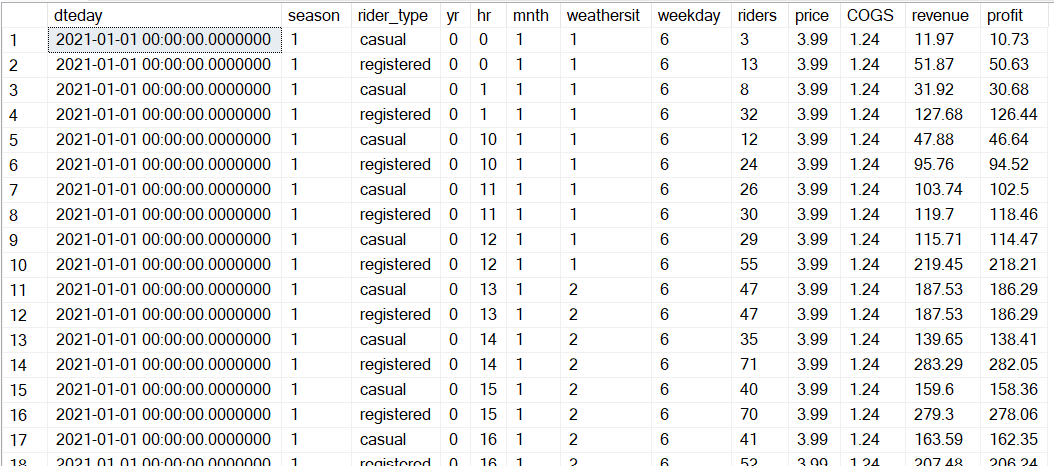 dteday season rider_type yr hr mnth weathersit weekday riders price COGS revenue profit
1 2021-01-01 00:00:00.0000000 1 casual 0 0 1 1 6 3 3.99 1.24 11.97 10.73
2 2021-01-01 00:00:00.0000000 1 registered 0 0 1 1 6 13 3.99 1.24 51.87 50.63
3 2021-01-01 00:00:00.0000000 1 casual 0 1 1 1 6 8 3.99 1.24 31.92 30.68
4 2021-01-01 00:00:00.0000000 1 registered 0 1 1 1 6 32 3.99 1.24 127.68 126.44
5 2021-01-01 00:00:00.0000000 1 casual 0 10 1 1 6 12 3.99 1.24 47.88 46.64
6 2021-01-01 00:00:00.0000000 1 registered 0 10 1 1 6 24 3.99 1.24 95.76 94.52
7 2021-01-01 00:00:00.0000000 1 casual 0 11 1 1 6 26 3.99 1.24 103.74 102.5
8 2021-01-01 00:00:00.0000000 1 registered 0 11 1 1 6 30 3.99 1.24 119.7 118.46
9 2021-01-01 00:00:00.0000000 1 casual 0 12 1 1 6 29 3.99 1.24 115.71 114.47
10 2021-01-01 00:00:00.0000000 1 registered 0 12 1 1 6 55 3.99 1.24 219.45 218.21
11 2021-01-01 00:00:00.0000000 1 casual 0 13 1 2 6 47 3.99 1.24 187.53 186.29
12 2021-01-01 00:00:00.0000000 1 registered 0 13 1 2 6 47 3.99 1.24 187.53 186.29
13 2021-01-01 00:00:00.0000000 1 casual 0 14 1 2 6 35 3.99 1.24 139.65 138.41
14 2021-01-01 00:00:00.0000000 1 registered 0 14 1 2 6 71 3.99 1.24 283.29 282.05
15 2021-01-01 00:00:00.0000000 1 casual 0 15 1 2 6 40 3.99 1.24 159.6 158.36
16 2021-01-01 00:00:00.0000000 1 registered 0 15 1 2 6 70 3.99 1.24 279.3 278.06
17 2021-01-01 00:00:00.0000000 1 casual 0 16 1 2 6 41 3.99 1.24 163.59 162.35
18 2021-01-01 00:00:00.0000000 1 registered 0 16 1 2 6 52 3.99 1.24 207.48 206.24